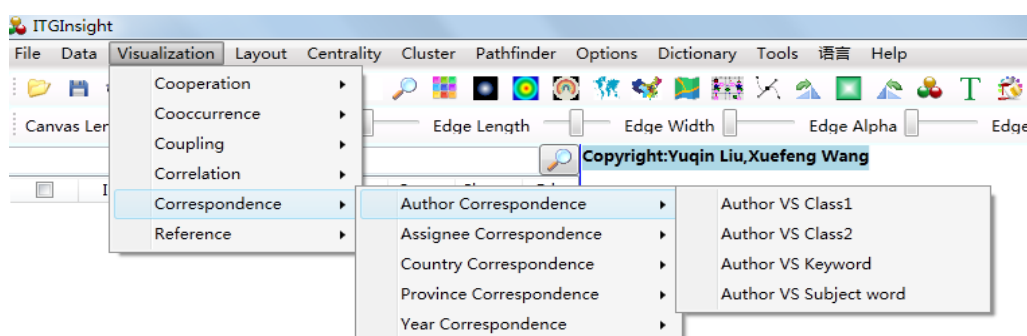 ITGInsight
File Data Visualization Layout Centrality Cluster Pathfinder Options Dictionary Tools 语言 Help
Cooperation
T
Cooccurrence
Canvas Ler Edge Length Edge Width Edge Alpha Edge
Coupling
Copyright:Yuqin Liu,Xuefeng Wang
Correlation
Correspondence
Author Correspondence
Author VS Class1
Reference
Assignee Correspondence
Author VS Class2
Country Correspondence
Author VS Keyword
Province Correspondence
Author VS Subject word
Year Correspondence